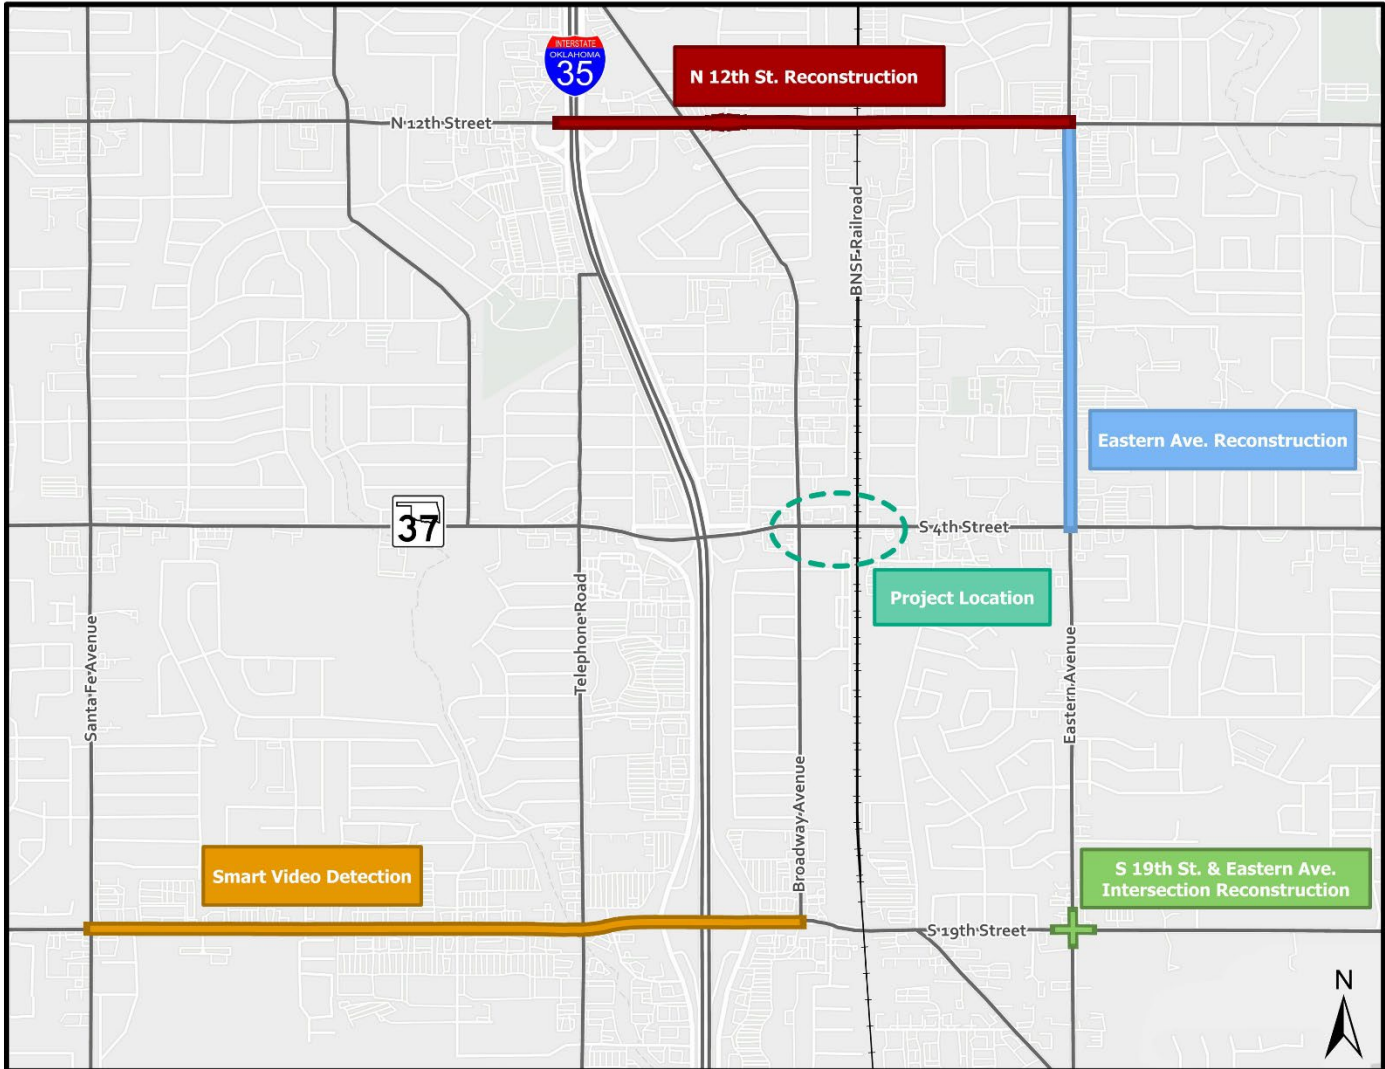 INTERSTATE
OKLAHOMA
35
N 12th St. Reconstruction
N 12th Street
BNSF Railroad
Eastern Ave. Reconstruction
37
S 4th Street
Project Location
Santa Fe Avenue
Telephone Road
Eastern Avenue
Broadway Avenue
Smart Video Detection
S 19th St. & Eastern Ave.
Intersection Reconstruction
S 19th Street
N